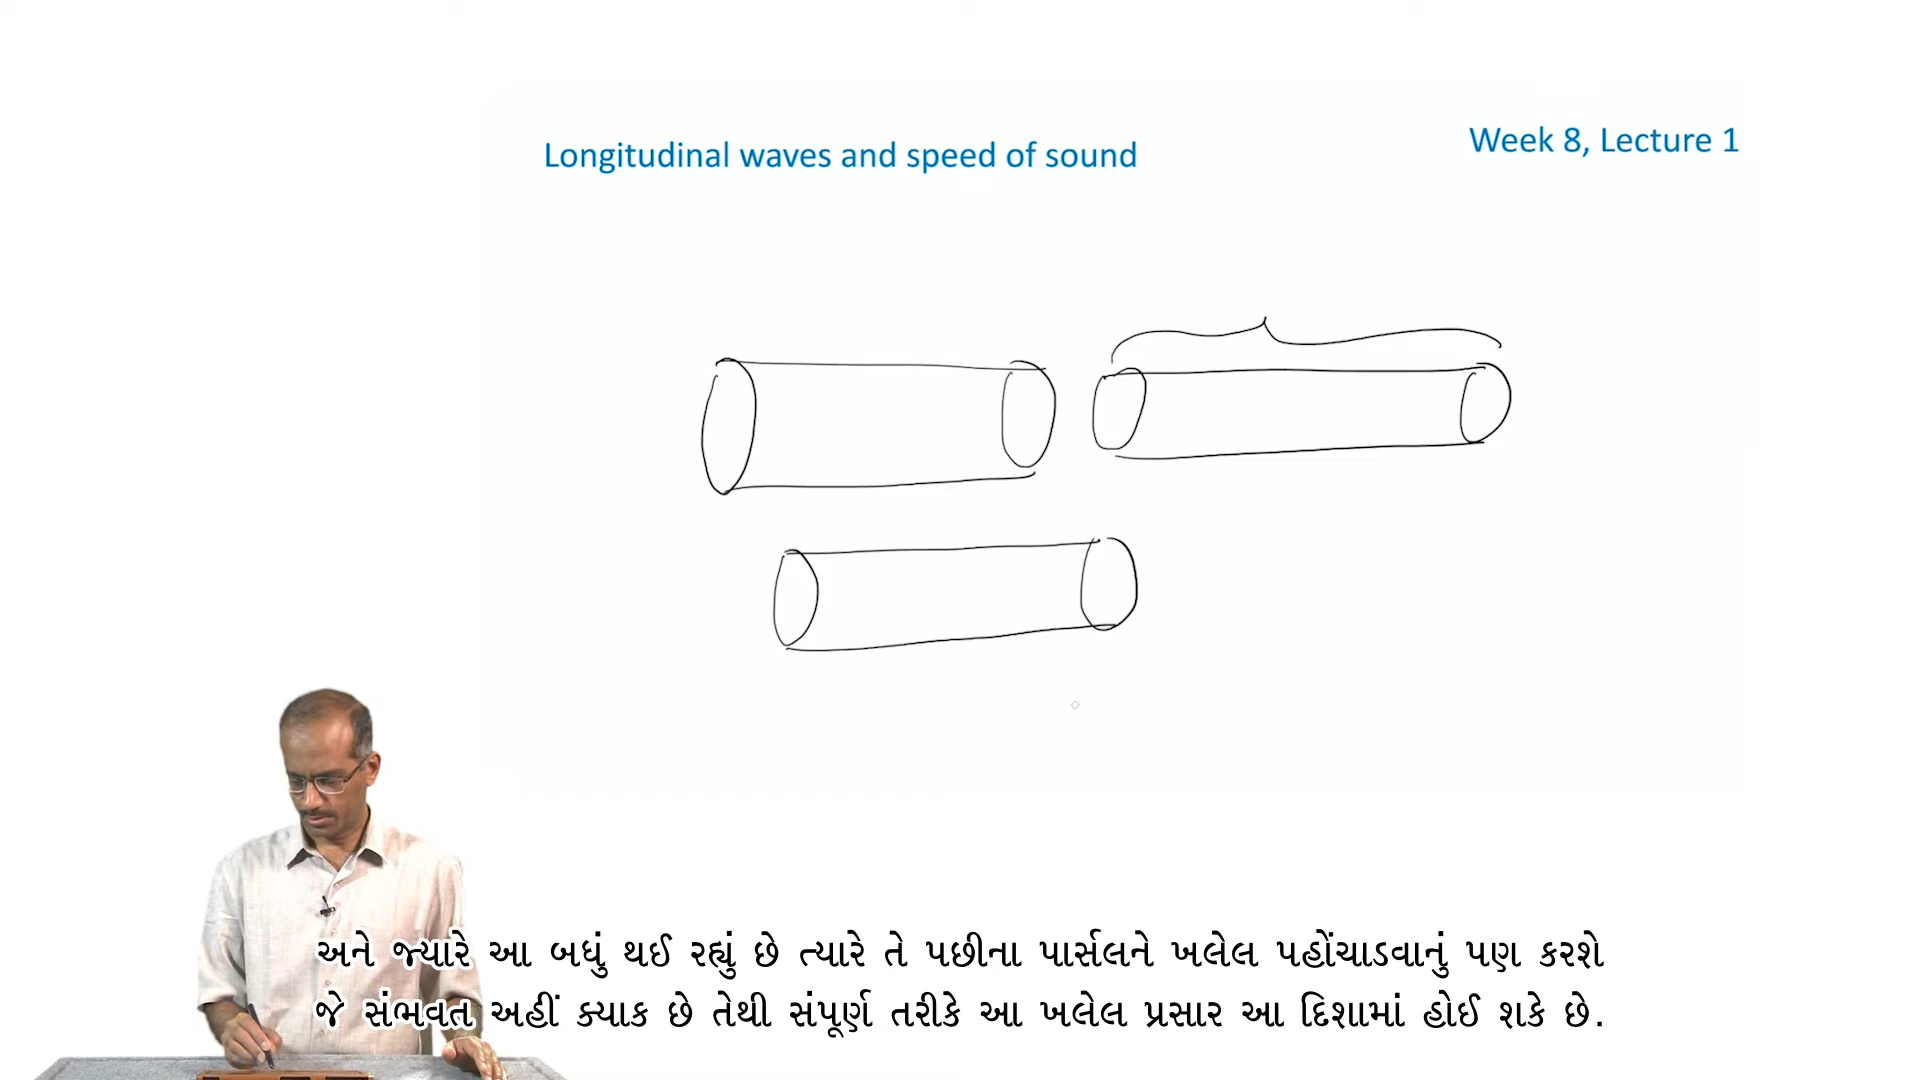 Longitudinal waves and speed of sound
Week 8, Lecture 1
અને જ્યારે આ બધું થઈ રહ્યું છે ત્યારે તે પછીના પાર્સલને ખલેલ પહોંચાડવાનું પણ કરશે
જે સંભવત અહીં ક્યાક છે તેથી સંપૂર્ણ તરીકે આ ખલેલ પ્રસાર આ દિશામાં હોઈ શકે છે.